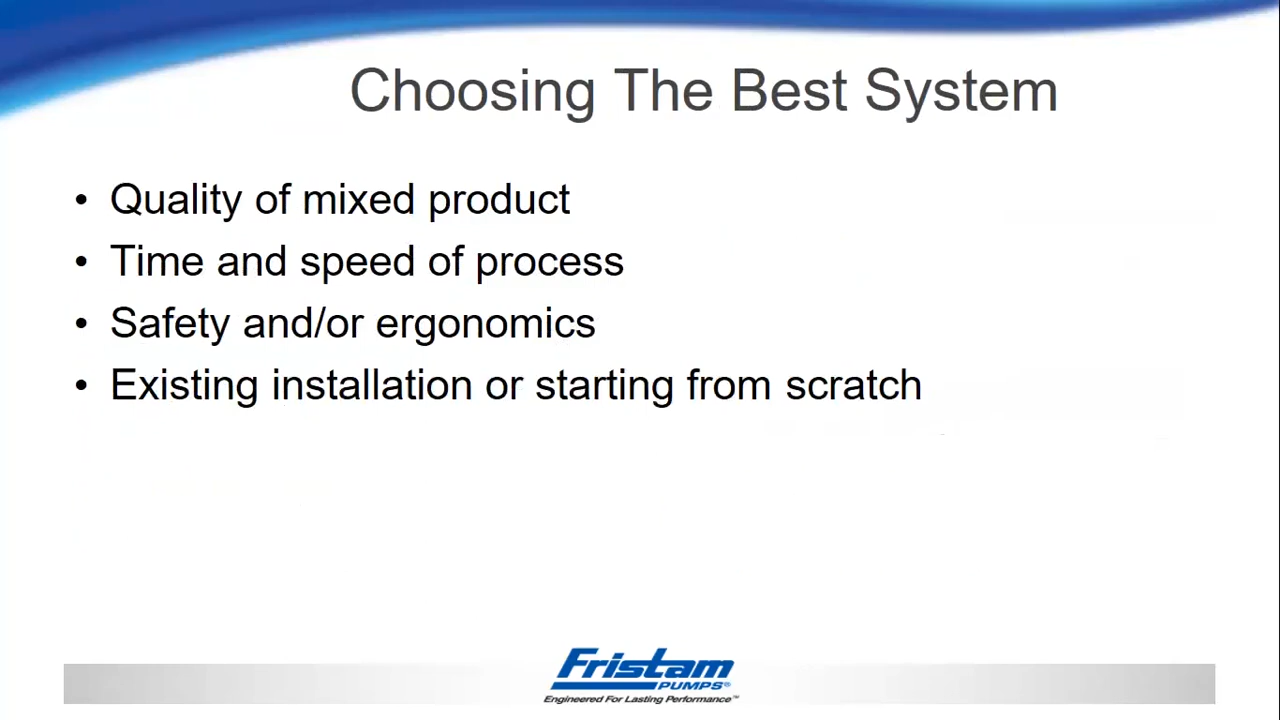 Choosing The Best System
• Quality of mixed product
• Time and speed of process
• Safety and/or ergonomics
• Existing installation or starting from scratch
Fristam
PUMPS®
Engineered For Lasting Performance™